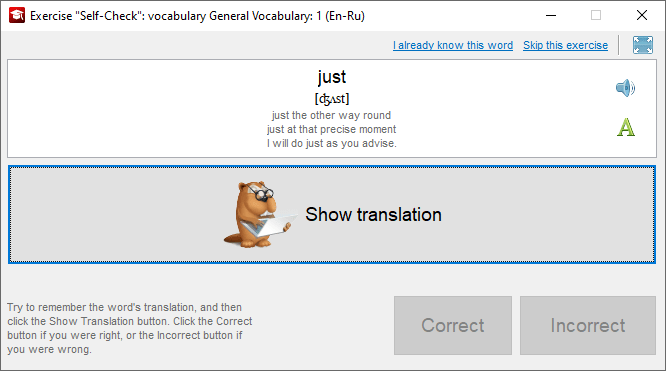 Exercise "Self-Check": vocabulary General Vocabulary: 1 (En-Ru)
I already know this word Skip this exercise
just
[ʤʌst]
just the other way round
just at that precise moment
I will do just as you advise.
A
Show translation
Try to remember the word's translation, and then
click the Show Translation button. Click the Correct
button if you were right, or the Incorrect button if
you were wrong.
Correct Incorrect